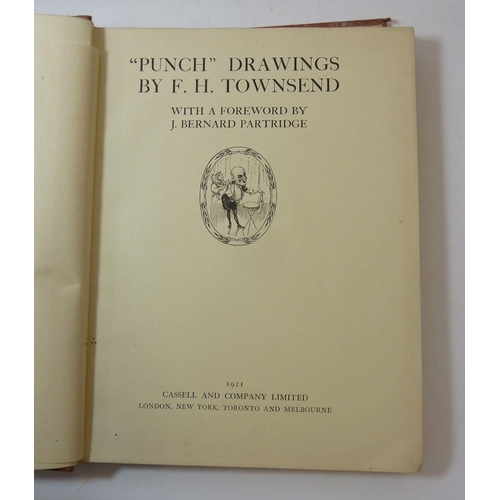 “PUNCH” DRAWINGS
BY F. H. TOWNSEND
WITH A FOREWORD BY
J. BERNARD PARTRIDGE
1921
CASSELL AND COMPANY LIMITED
LONDON, NEW YORK, TORONTO AND MELBOURNE